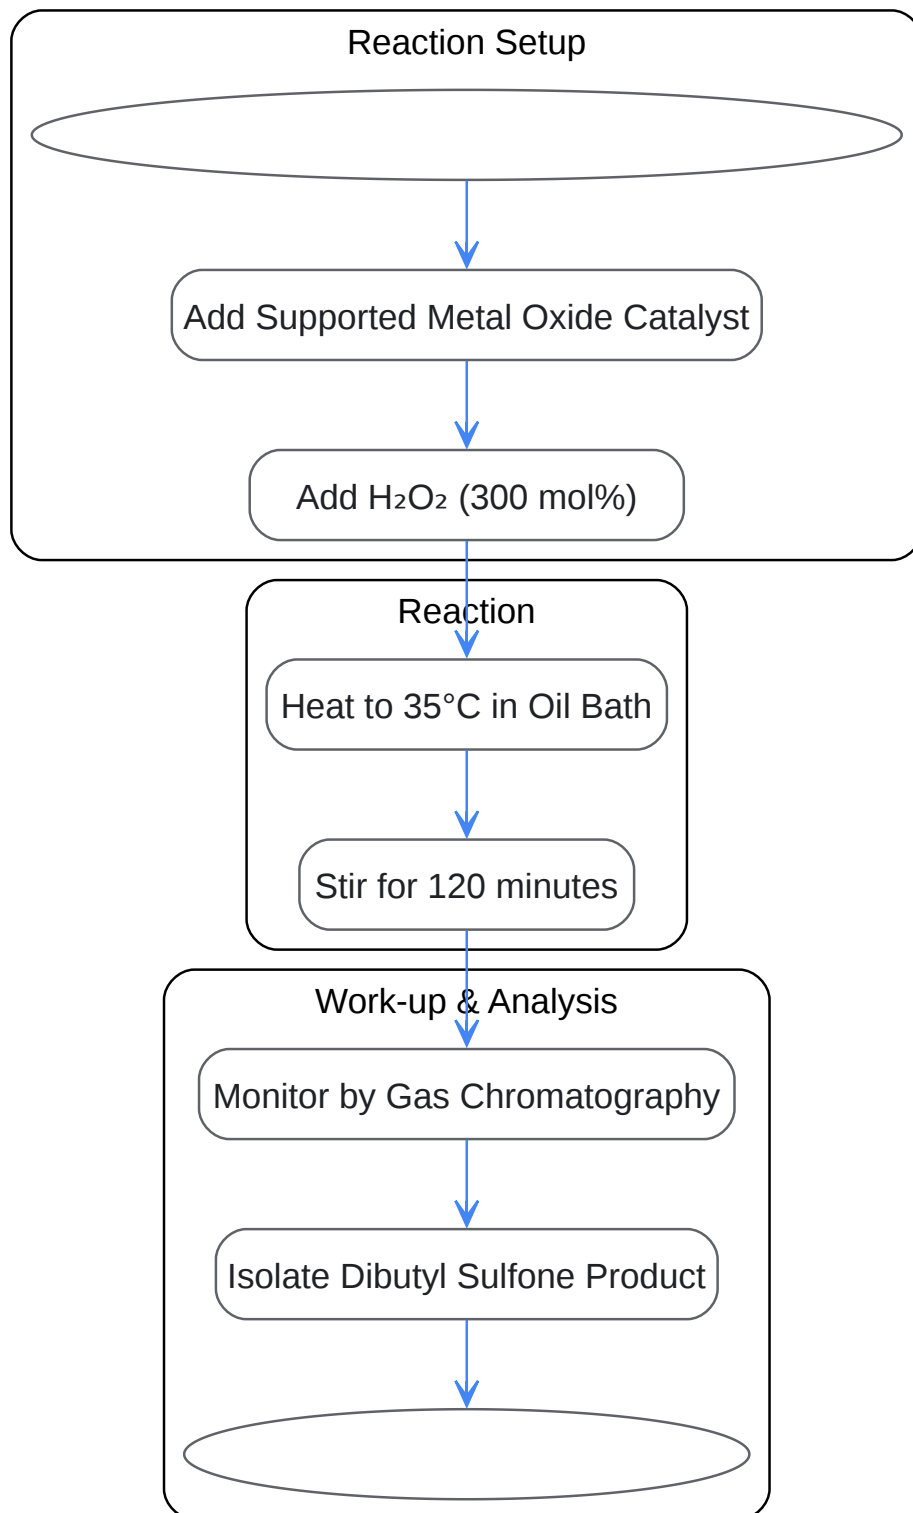 Reaction Setup
Add Supported Metal Oxide Catalyst
Add H₂O₂ (300 mol%)
Reaction
Heat to 35°C in Oil Bath
Stir for 120 minutes
Work-up & Analysis
Monitor by Gas Chromatography
Isolate Dibutyl Sulfone Product